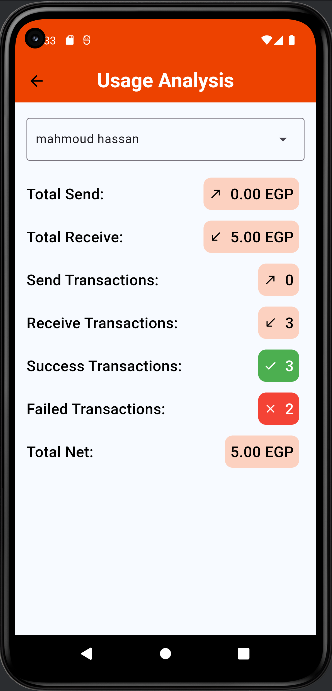 33
Usage Analysis
mahmoud hassan
Total Send: 0.00 EGP
Total Receive: 5.00 EGP
Send Transactions: 0
Receive Transactions: 3
Success Transactions: 3
Failed Transactions: 2
Total Net: 5.00 EGP